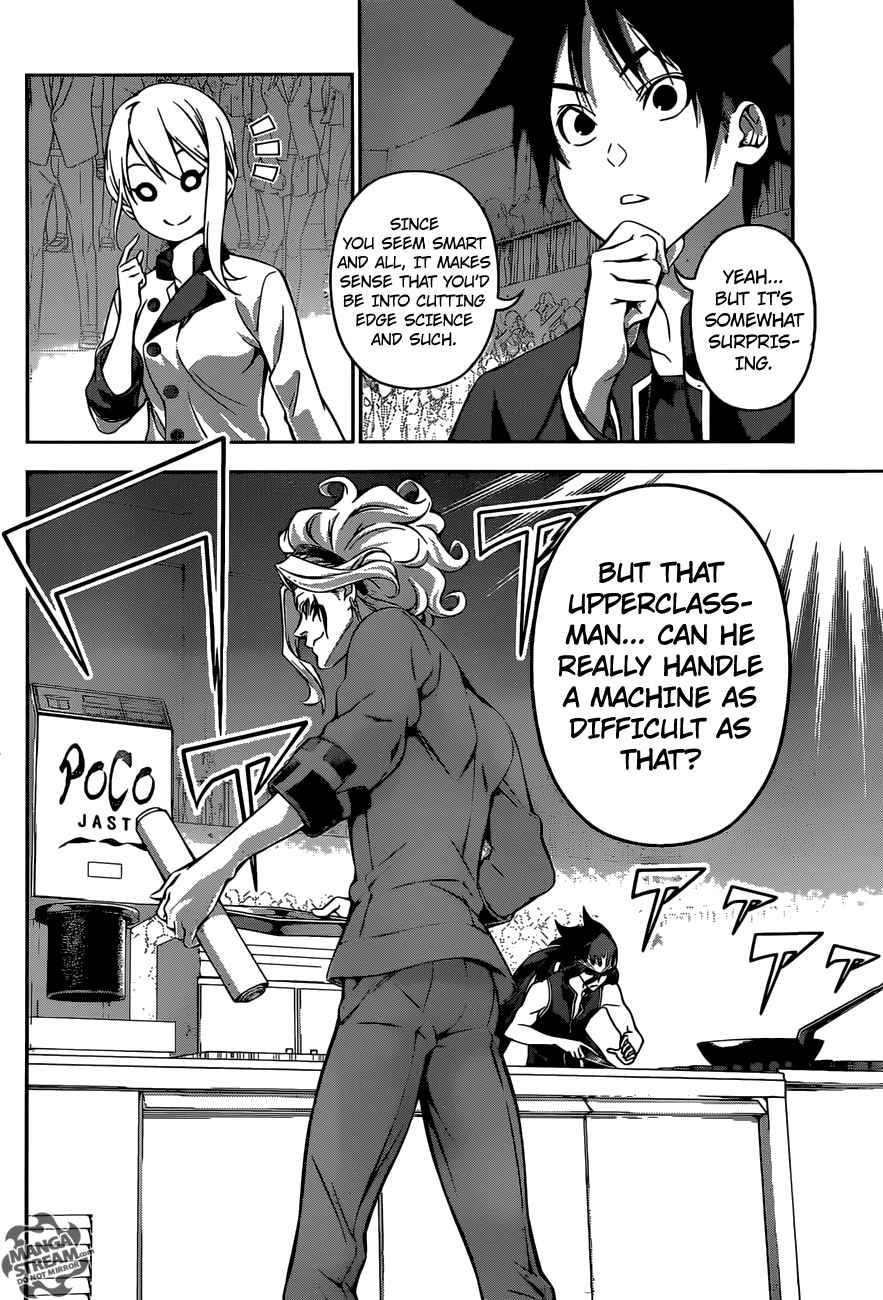 YEAH...
BUT IT'S
SOMEWHAT
SURPRIS-
ING.
SINCE
YOU SEEM SMART
AND ALL, IT MAKES
SENSE THAT YOU'D
BE INTO CUTTING
EDGE SCIENCE
AND SUCH.
BUT THAT
UPPERCLASS-
MAN... CAN HE
REALLY HANDLE
A MACHINE AS
DIFFICULT AS
THAT?
POCO
JAST
MANGA
STREAM.com
DO NOT MIRROR